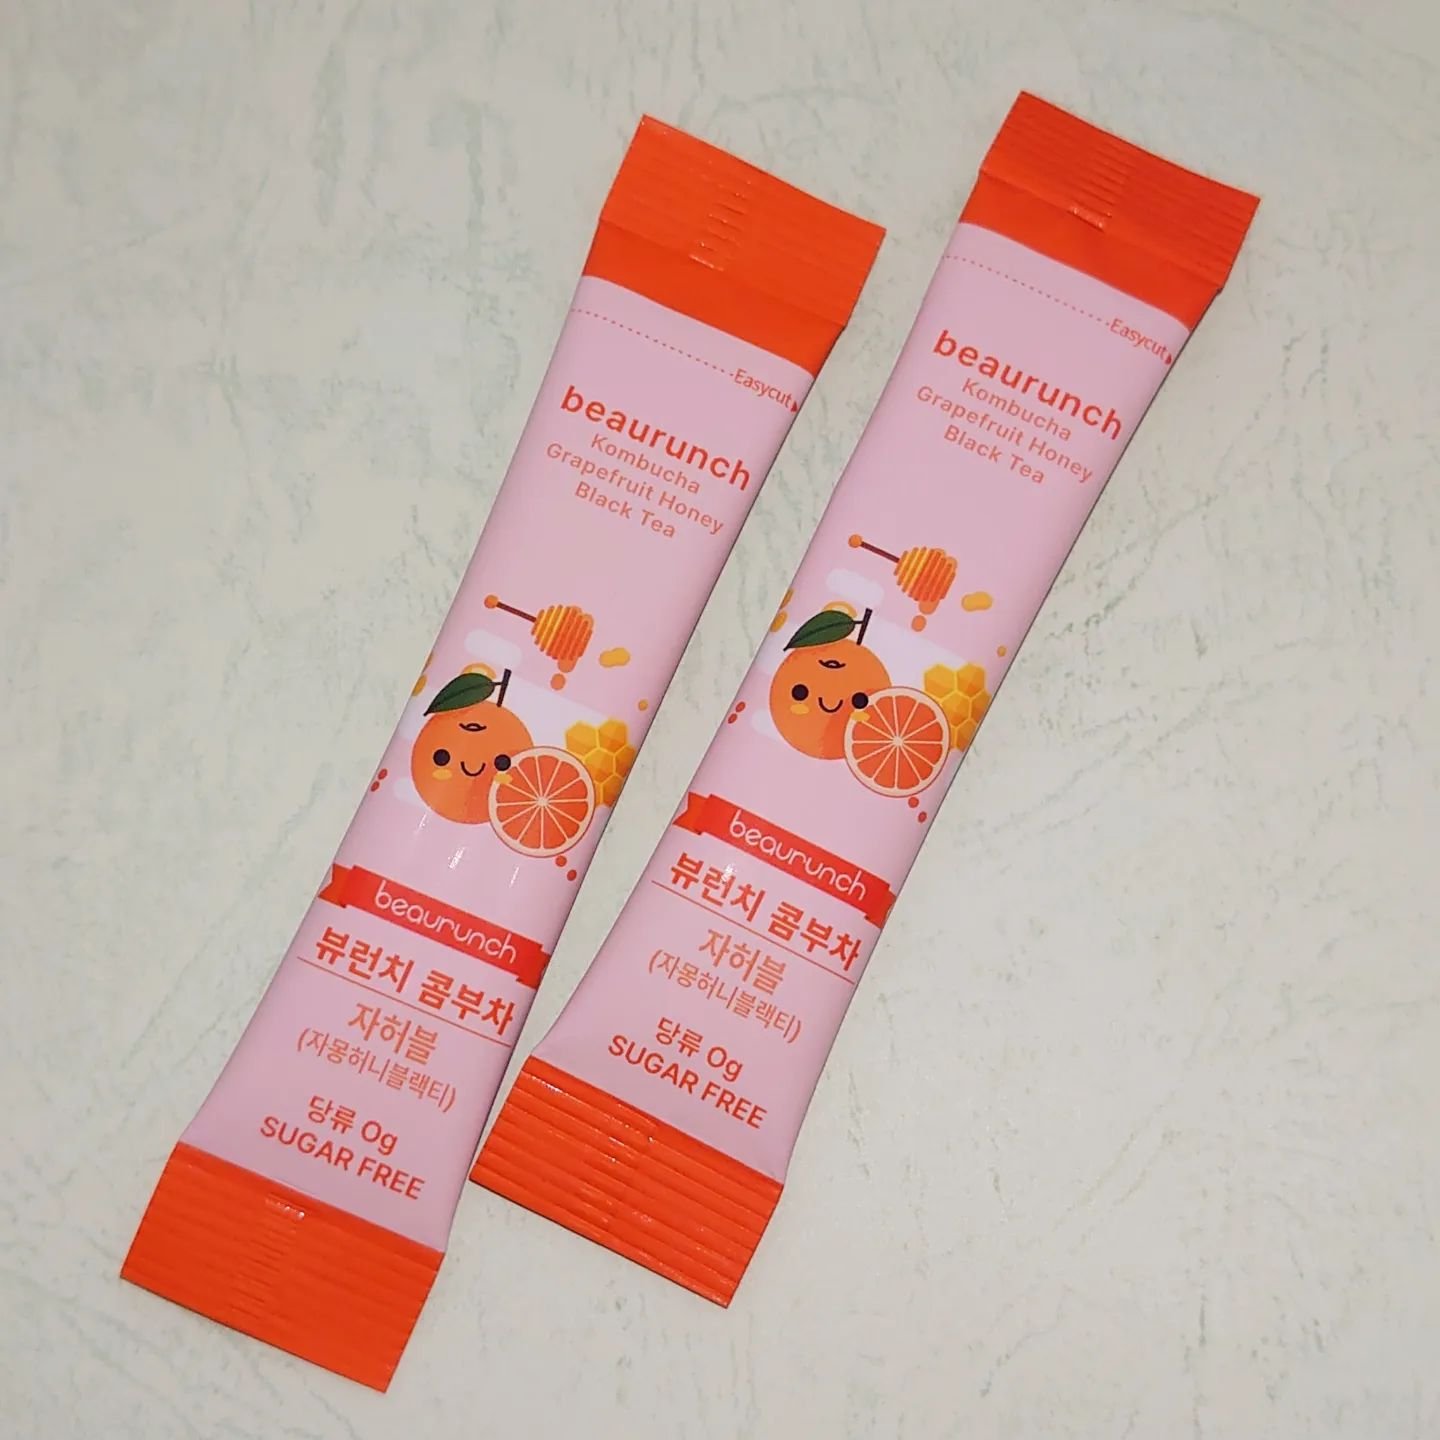 Easycut
beaurunch
Kombucha
Grapefruit Honey
Black Tea
beaurunch
뷰런치 콤부차
자허블
(자몽허니블랙티)
당류 0g
SUGAR FREE
Easycut
beaurunch
Kombucha
Grapefruit Honey
Black Tea
beaurunch
뷰런치 콤부차
자허블
(자몽허니블랙티)
당류 0g
SUGAR FREE